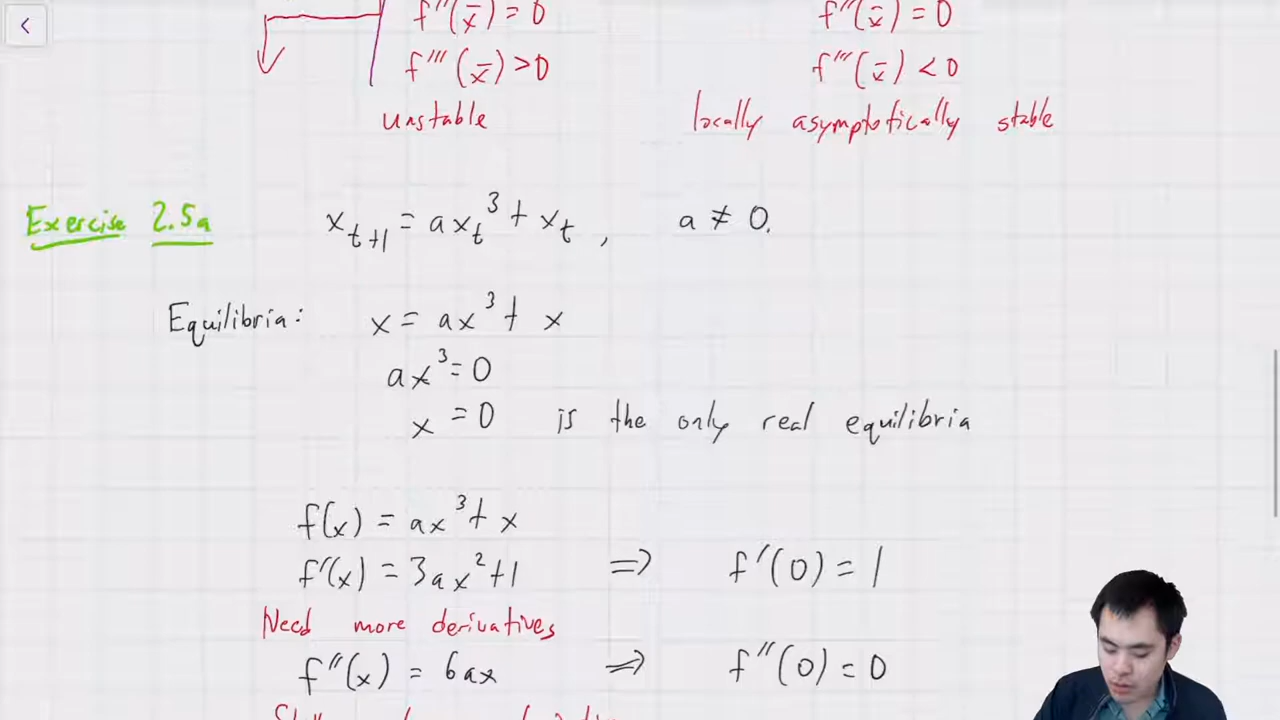 f''(x̄) = 0 f''(x̄) = 0
f'''(x̄) > 0 f'''(x̄) < 0
unstable locally asymptotically stable
Exercise 2.5a x_{t+1} = ax_t^3 + x_t , a ≠ 0.
Equilibria: x = ax^3 + x
ax^3 = 0
x = 0 is the only real equilibria
f(x) = ax^3 + x
f'(x) = 3ax^2 + 1 ⇒ f'(0) = 1
Need more derivatives
f''(x) = 6ax ⇒ f''(0) = 0